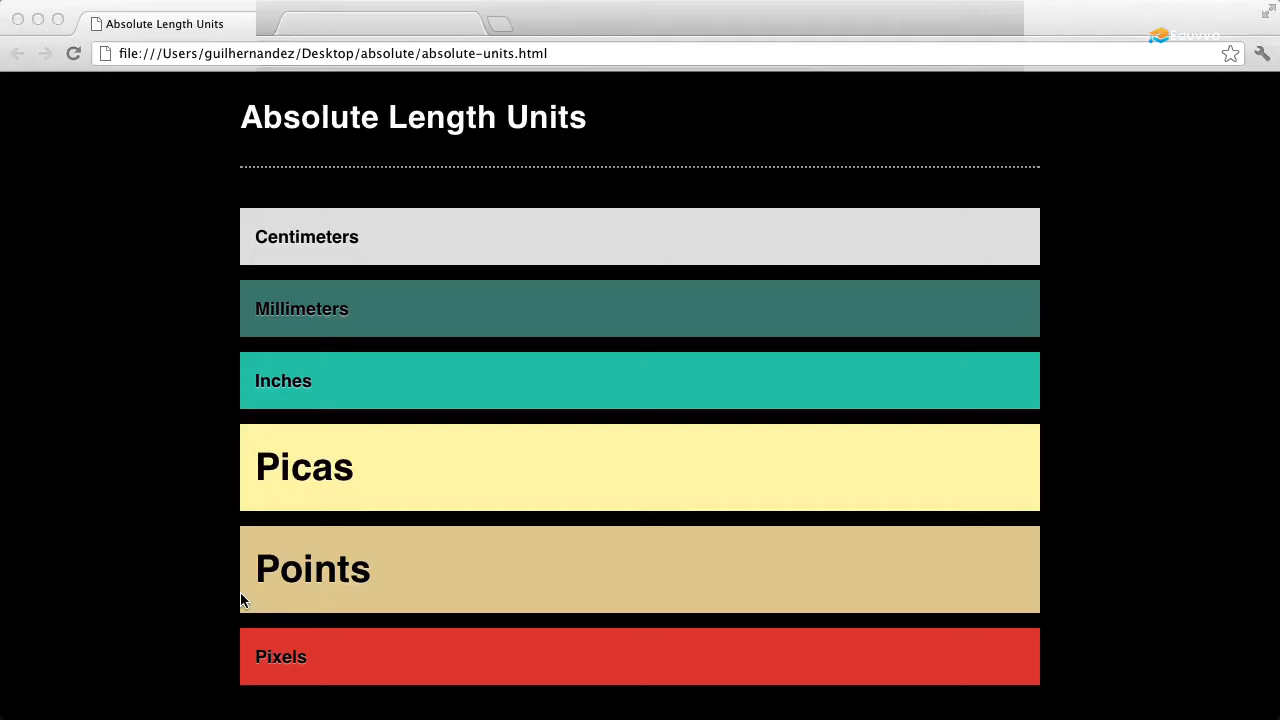 Absolute Length Units
file:///Users/guilhernandez/Desktop/absolute/absolute-units.html
Absolute Length Units
Centimeters
Millimeters
Inches
Picas
Points
Pixels